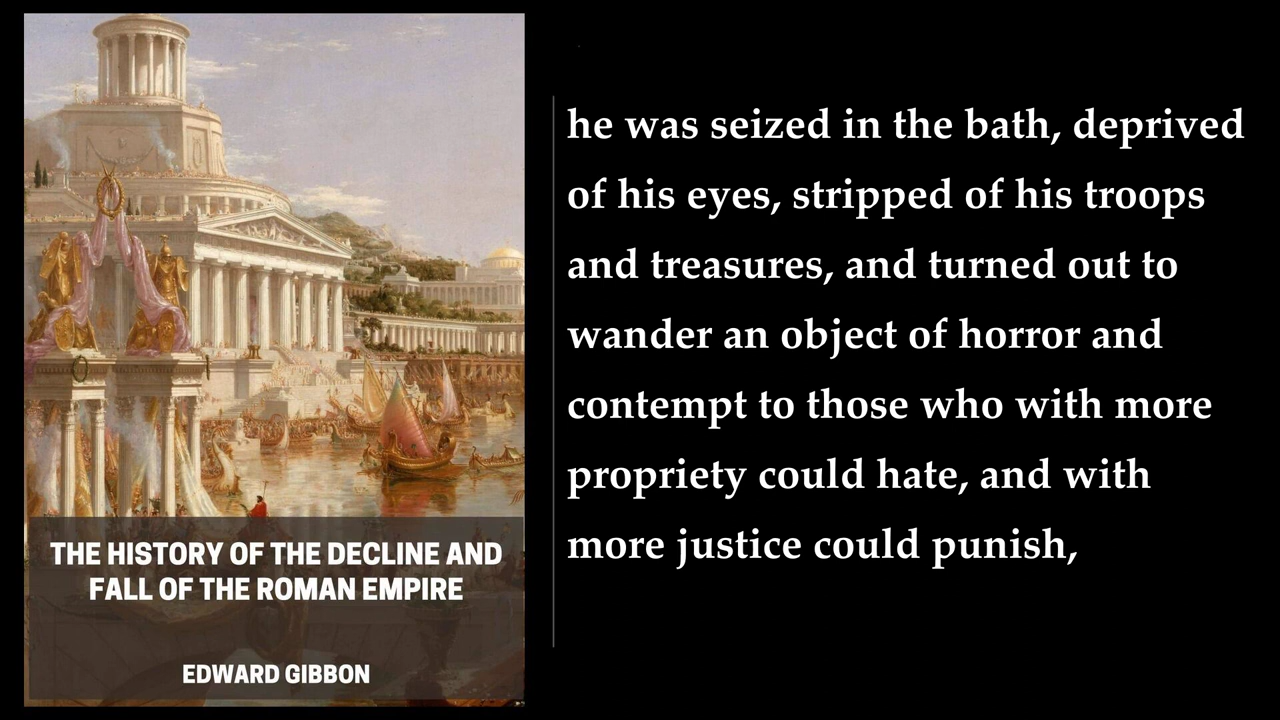 he was seized in the bath, deprived
of his eyes, stripped of his troops
and treasures, and turned out to
wander an object of horror and
contempt to those who with more
propriety could hate, and with
more justice could punish,
THE HISTORY OF THE DECLINE AND
FALL OF THE ROMAN EMPIRE
EDWARD GIBBON